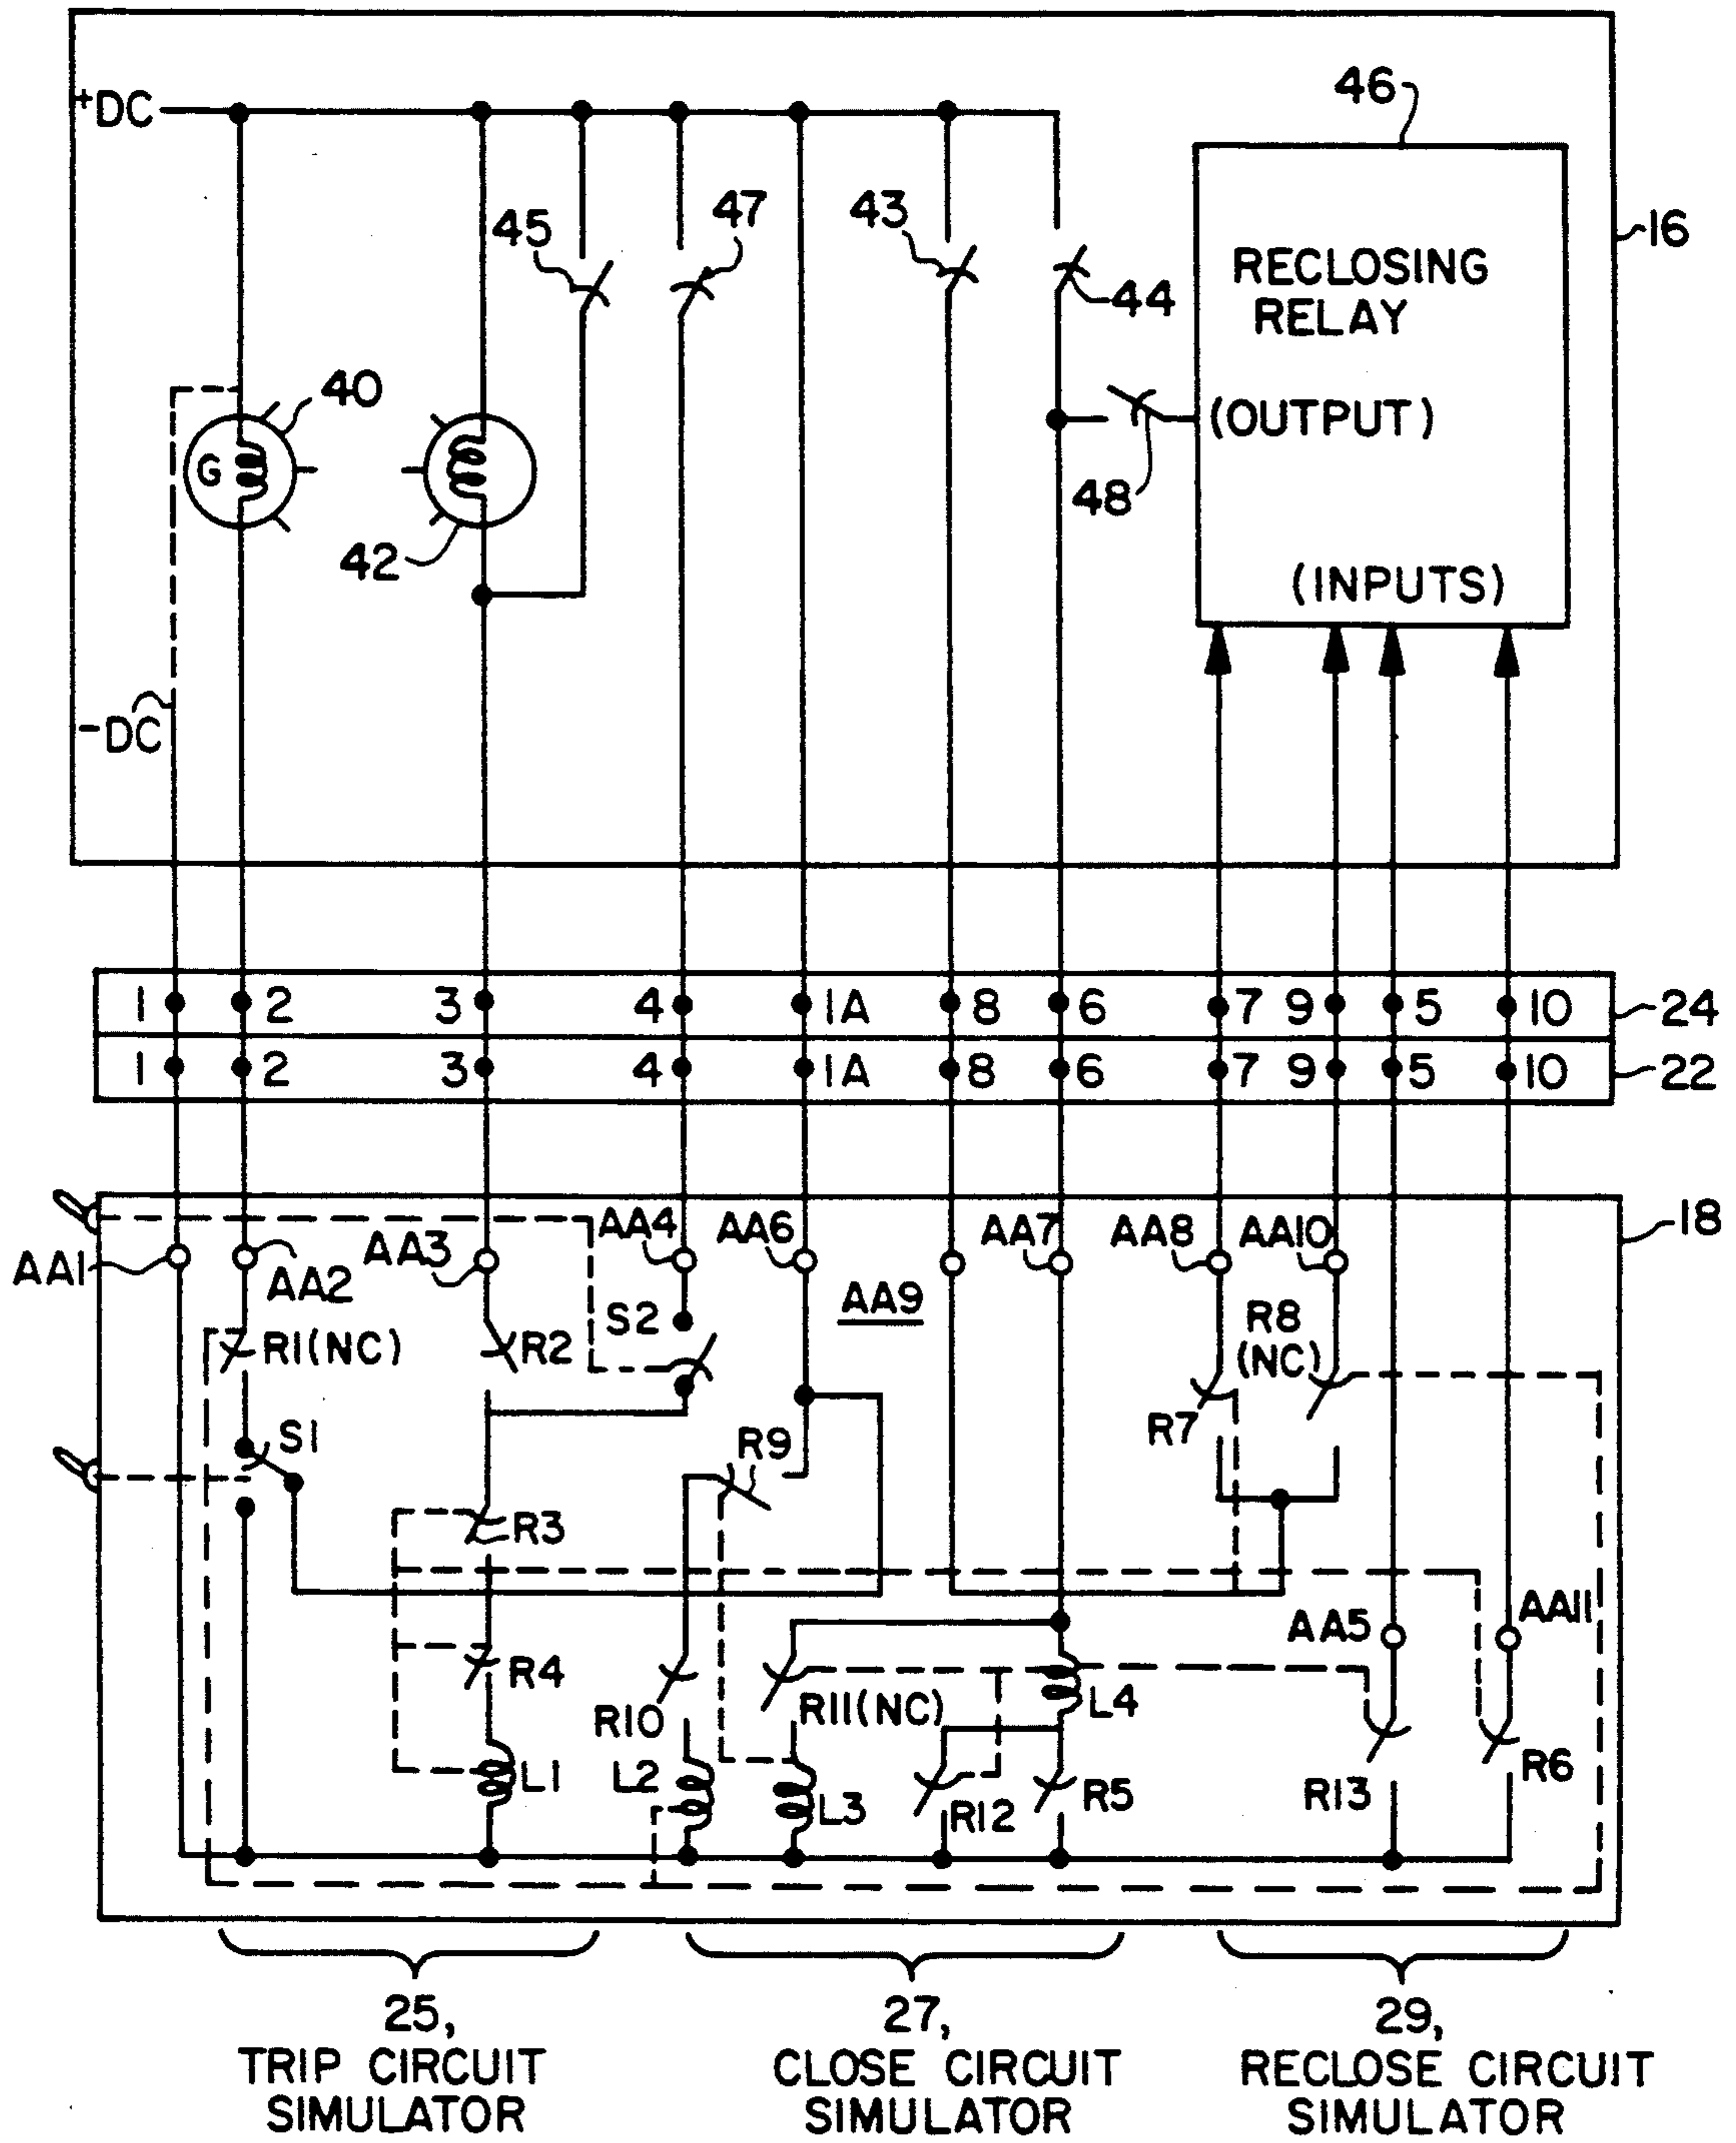 46
+DC
45
47
43
16
RECLOSING
RELAY
44
40
G
(OUTPUT)
48
42
(INPUTS)
-DC
1 2 3 4 1A 8 6 7 9 5 10 24
1 2 3 4 1A 8 6 7 9 5 10 22
18
AA1
AA2
AA3
AA4
AA6
AA9
AA7
AA8
AA10
S2
R1(NC)
R2
R8
(NC)
R7
S1
R9
R3
AA5
AA11
R4
R10
R11(NC)
L4
L1
L2
L3
R12
R5
R13
R6
25,
TRIP CIRCUIT
SIMULATOR
27,
CLOSE CIRCUIT
SIMULATOR
29,
RECLOSE CIRCUIT
SIMULATOR